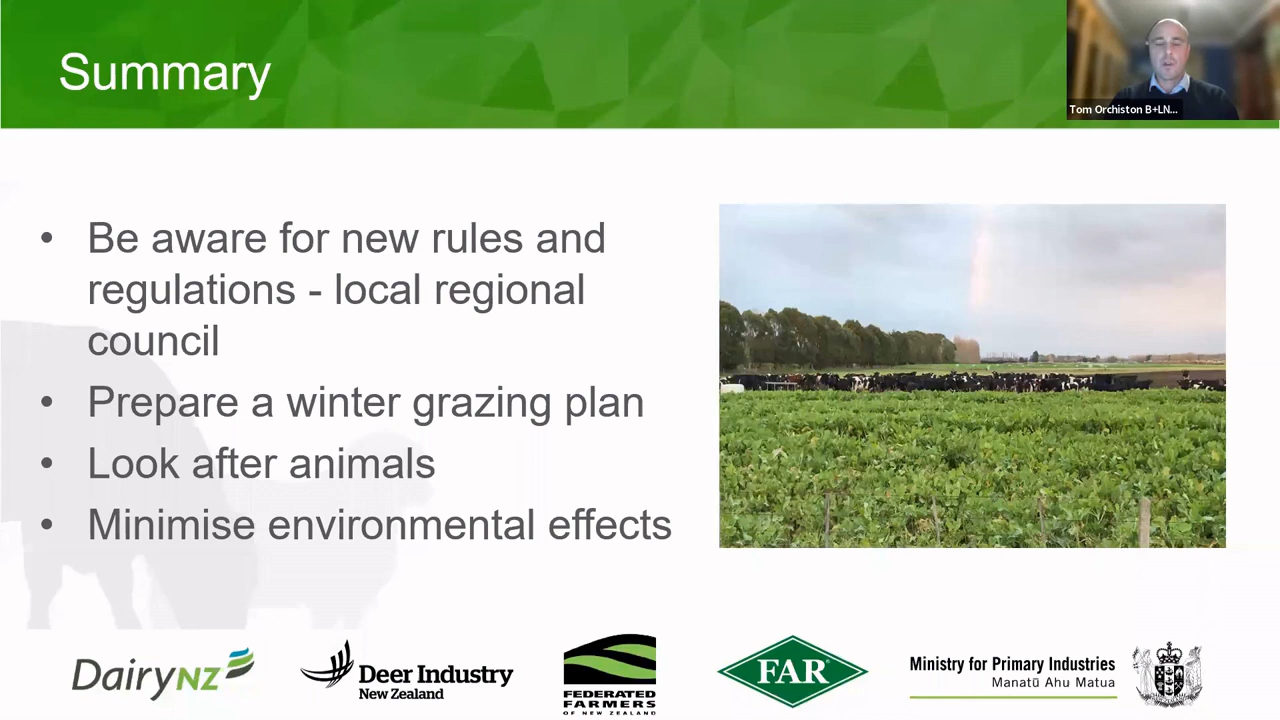 Summary
Tom Orchiston B+LN...
• Be aware for new rules and
regulations - local regional
council
• Prepare a winter grazing plan
• Look after animals
• Minimise environmental effects
DairyNZ
Deer Industry
New Zealand
FEDERATED
FARMERS
OF NEW ZEALAND
FAR
Ministry for Primary Industries
Manatū Ahu Matua